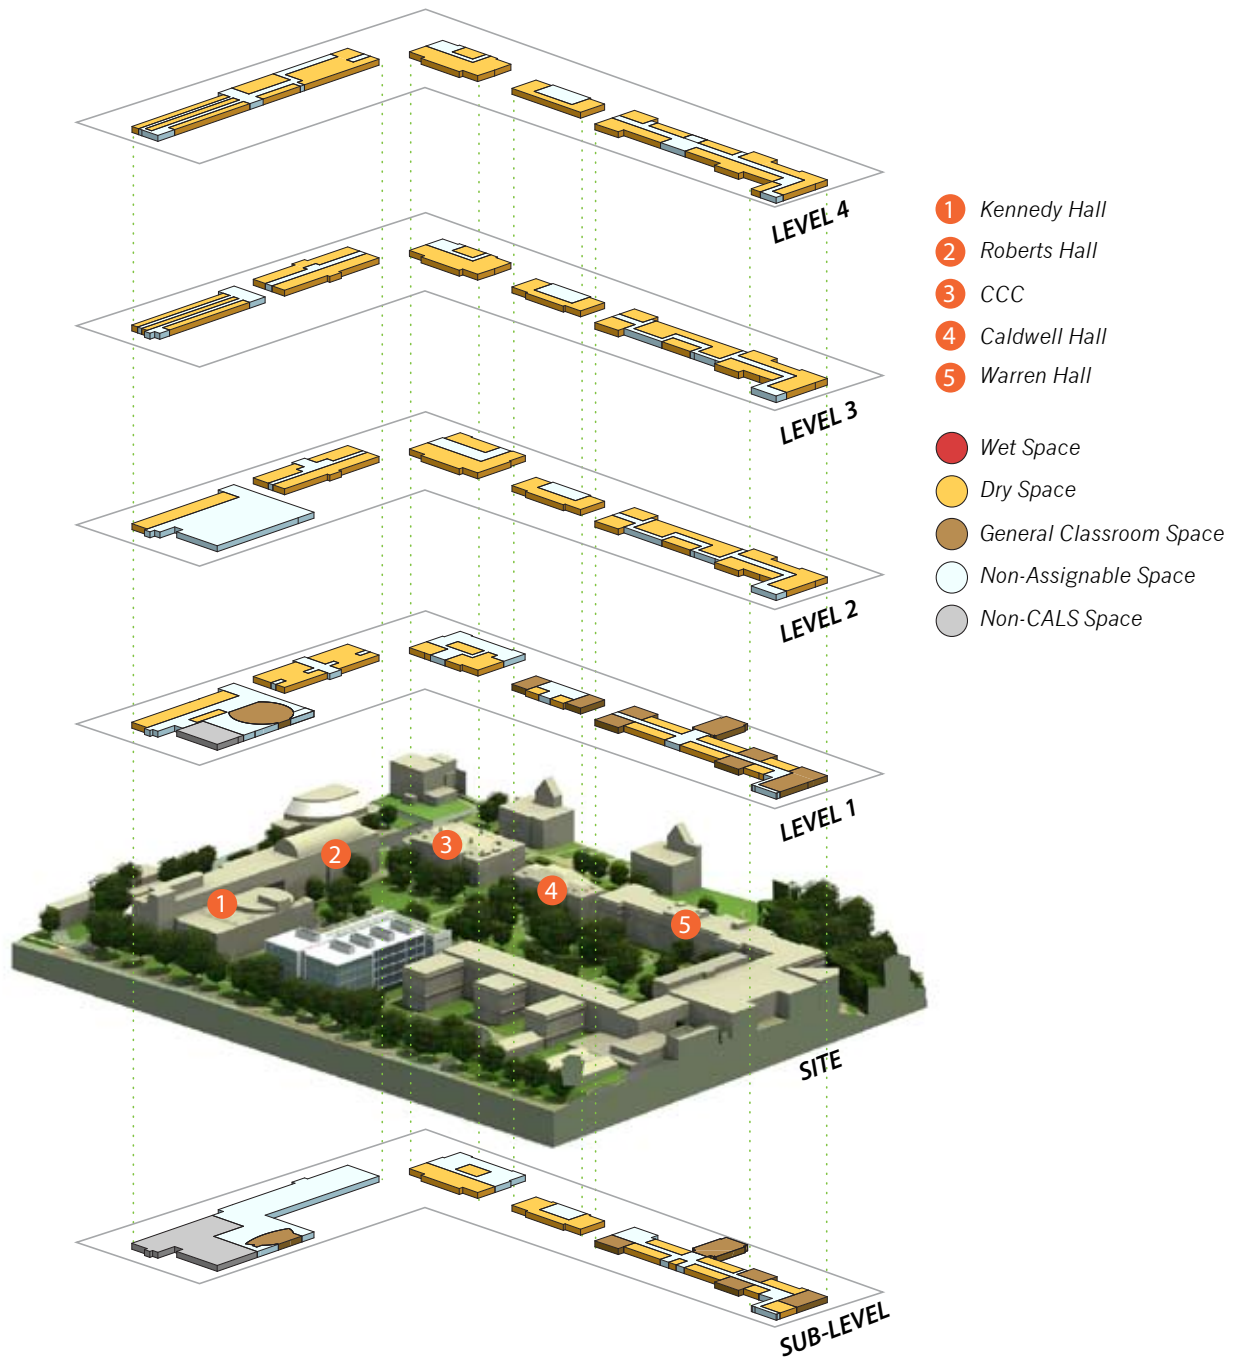 LEVEL 4
1 Kennedy Hall
2 Roberts Hall
3 CCC
4 Caldwell Hall
5 Warren Hall
LEVEL 3
Wet Space
Dry Space
General Classroom Space
Non-Assignable Space
Non-CALS Space
LEVEL 2
LEVEL 1
3
2
4
1
5
SITE
SUB-LEVEL